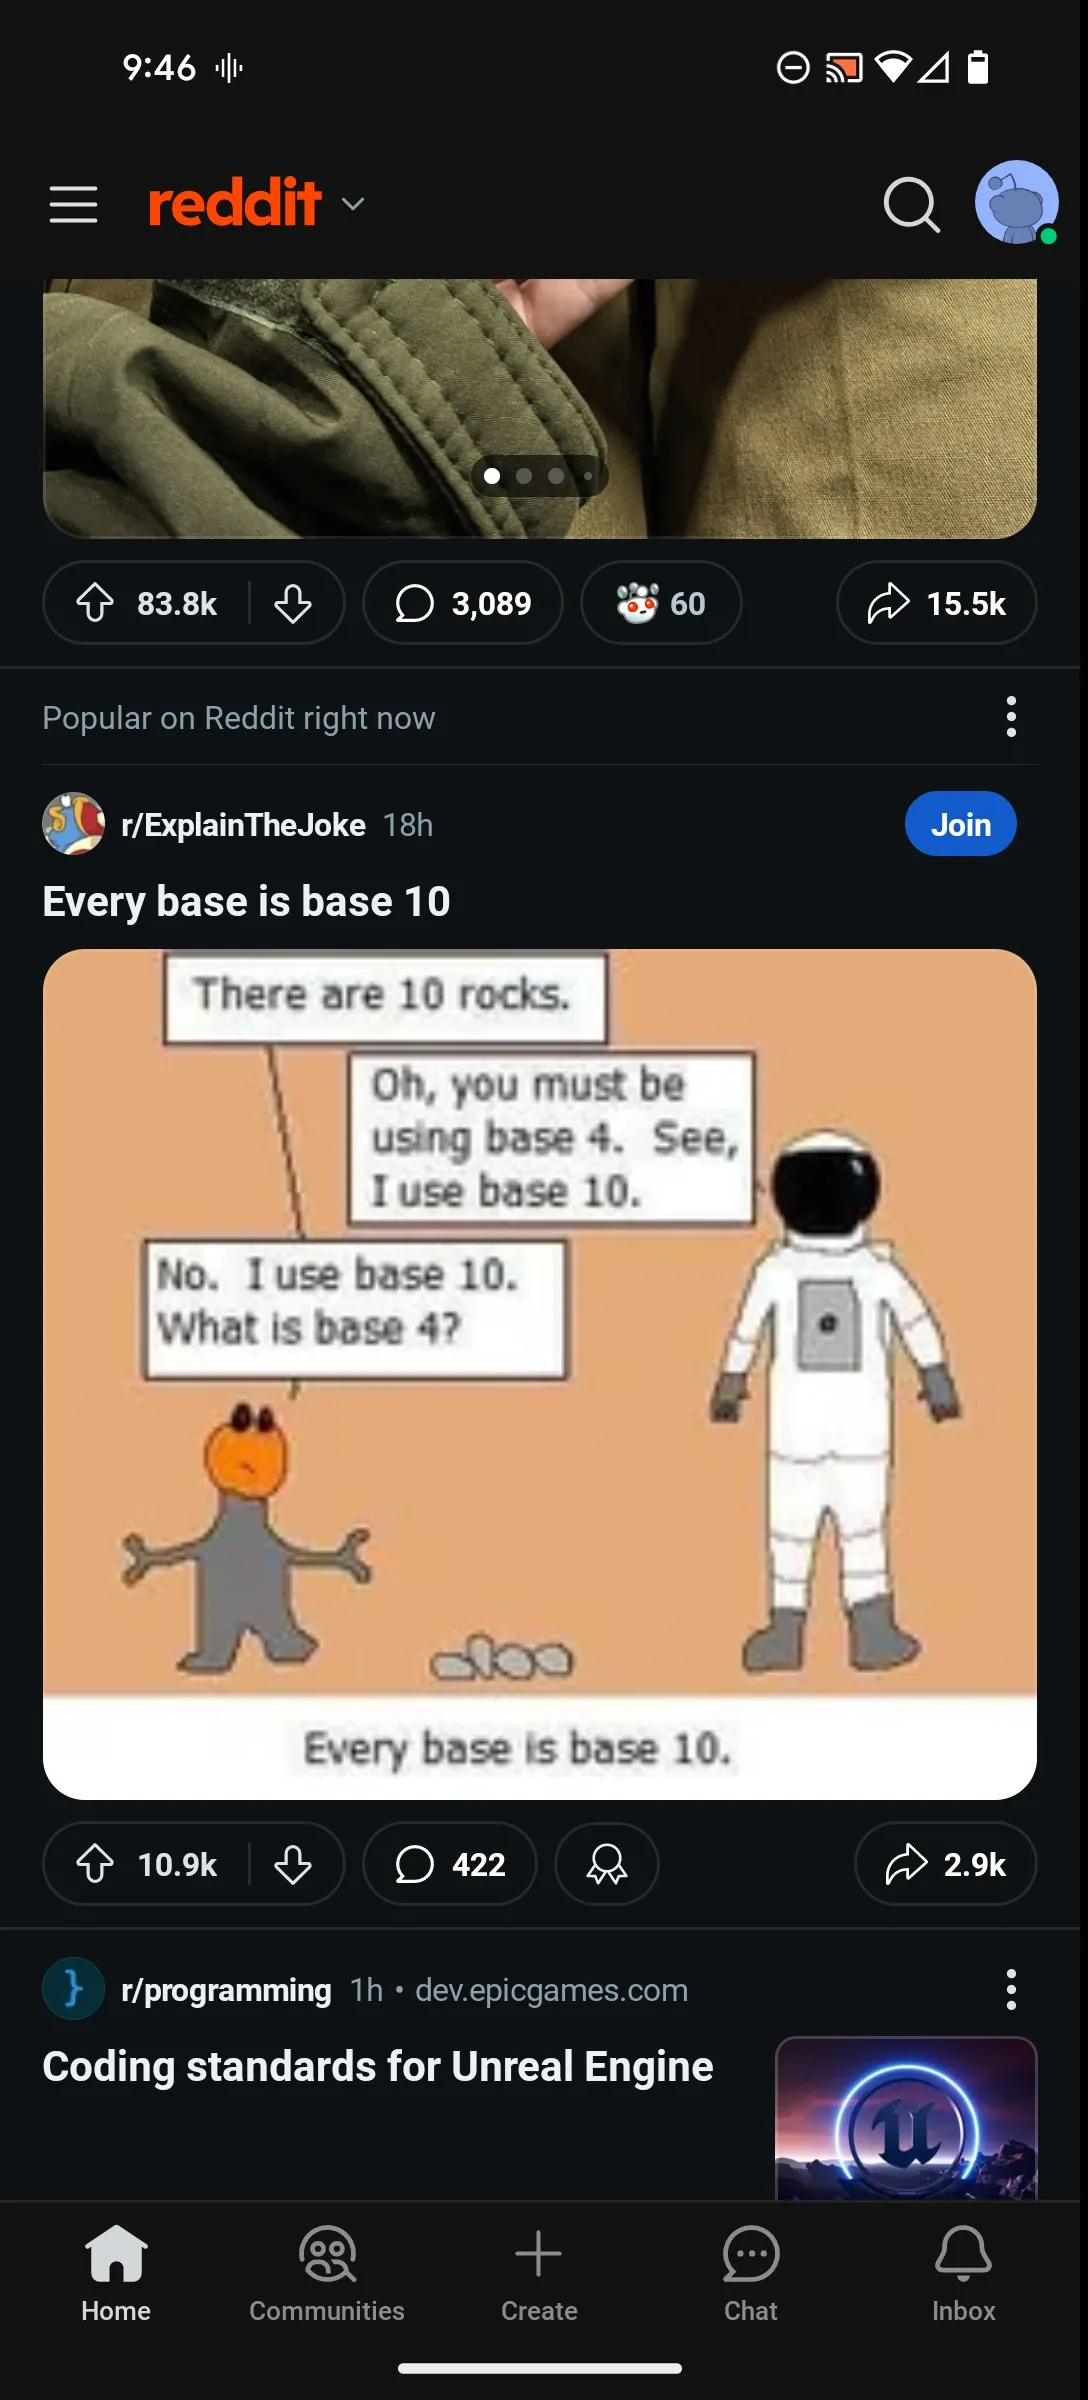 9:46
reddit
83.8k
3,089
60
15.5k
Popular on Reddit right now
r/ExplainTheJoke 18h
Join
Every base is base 10
There are 10 rocks.
Oh, you must be
using base 4. See,
I use base 10.
No. I use base 10.
What is base 4?
Every base is base 10.
10.9k
422
2.9k
r/programming 1h • dev.epicgames.com
Coding standards for Unreal Engine
Home
Communities
Create
Chat
Inbox